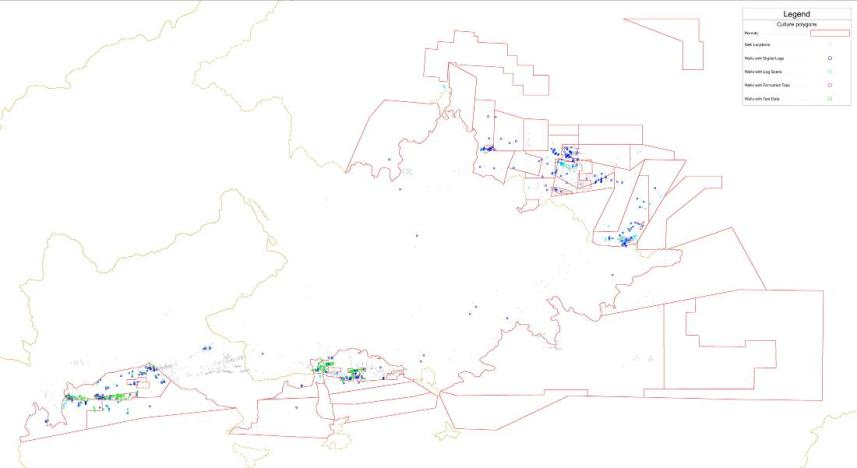 Legend
Culture polygons
Permits
Well Locations
Wells with Digital Logs
Wells with Log Scans
Wells with Formation Tops
Wells with Test Data